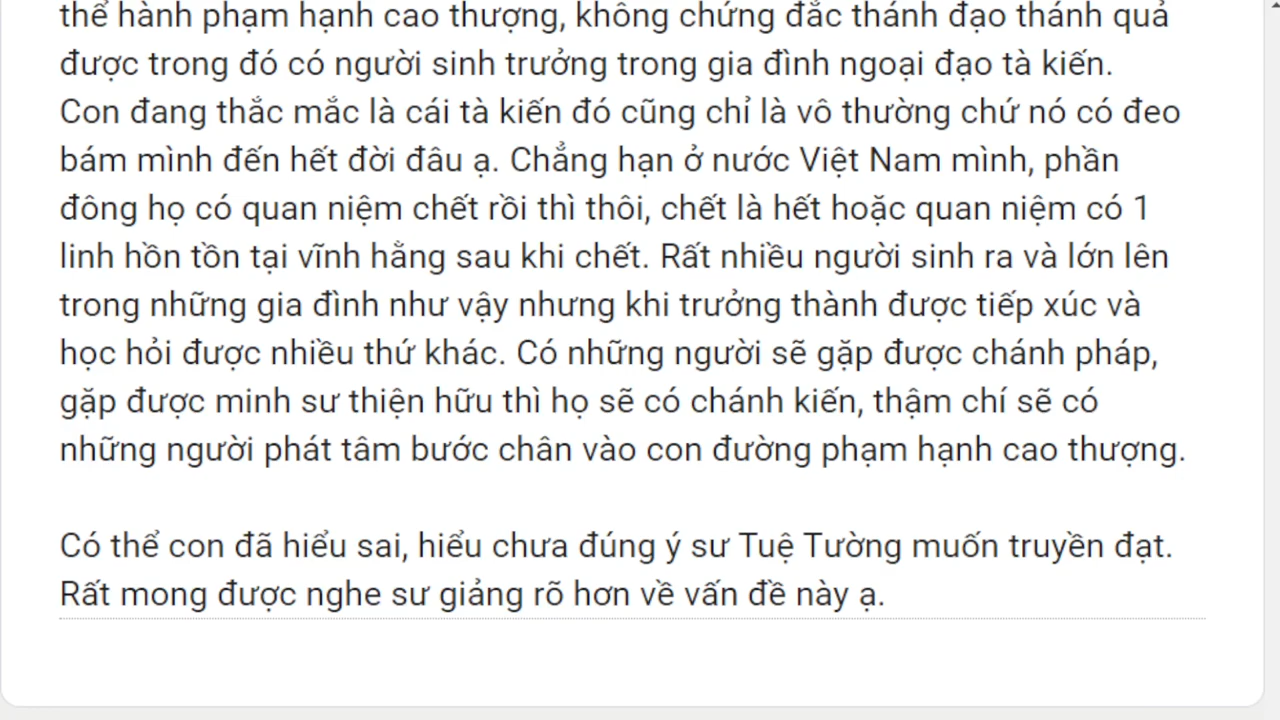 thể hành phạm hạnh cao thượng, không chứng đắc thánh đạo thánh quả
được trong đó có người sinh trưởng trong gia đình ngoại đạo tà kiến.
Con đang thắc mắc là cái tà kiến đó cũng chỉ là vô thường chứ nó có đeo
bám mình đến hết đời đâu ạ. Chẳng hạn ở nước Việt Nam mình, phần
đông họ có quan niệm chết rồi thì thôi, chết là hết hoặc quan niệm có 1
linh hồn tồn tại vĩnh hằng sau khi chết. Rất nhiều người sinh ra và lớn lên
trong những gia đình như vậy nhưng khi trưởng thành được tiếp xúc và
học hỏi được nhiều thứ khác. Có những người sẽ gặp được chánh pháp,
gặp được minh sư thiện hữu thì họ sẽ có chánh kiến, thậm chí sẽ có
những người phát tâm bước chân vào con đường phạm hạnh cao thượng.
Có thể con đã hiểu sai, hiểu chưa đúng ý sư Tuệ Tường muốn truyền đạt.
Rất mong được nghe sư giảng rõ hơn về vấn đề này ạ.